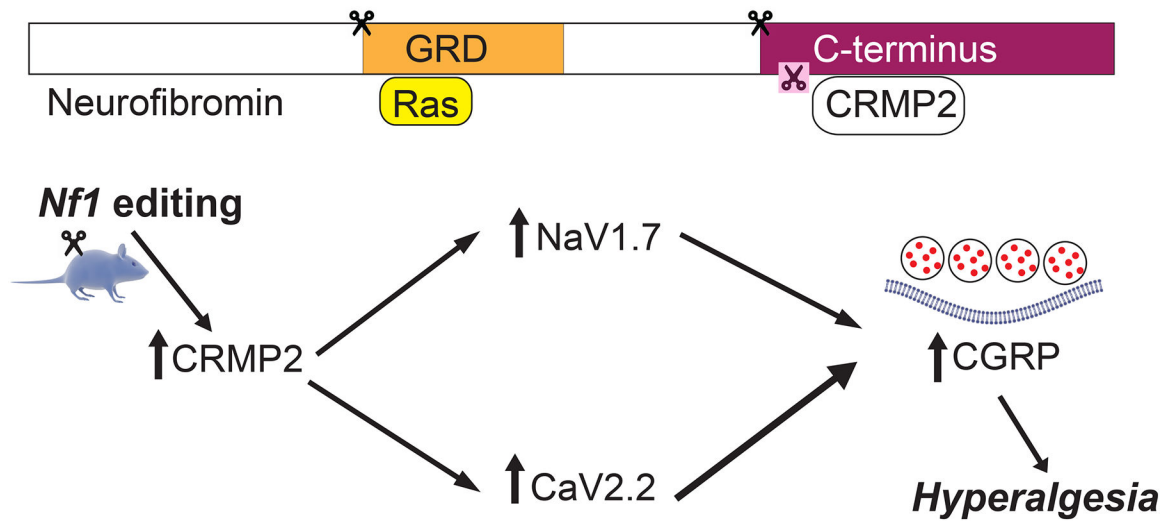 GRD
C-terminus
Neurofibromin
Ras
CRMP2
Nf1 editing
NaV1.7
CRMP2
CGRP
CaV2.2
Hyperalgesia